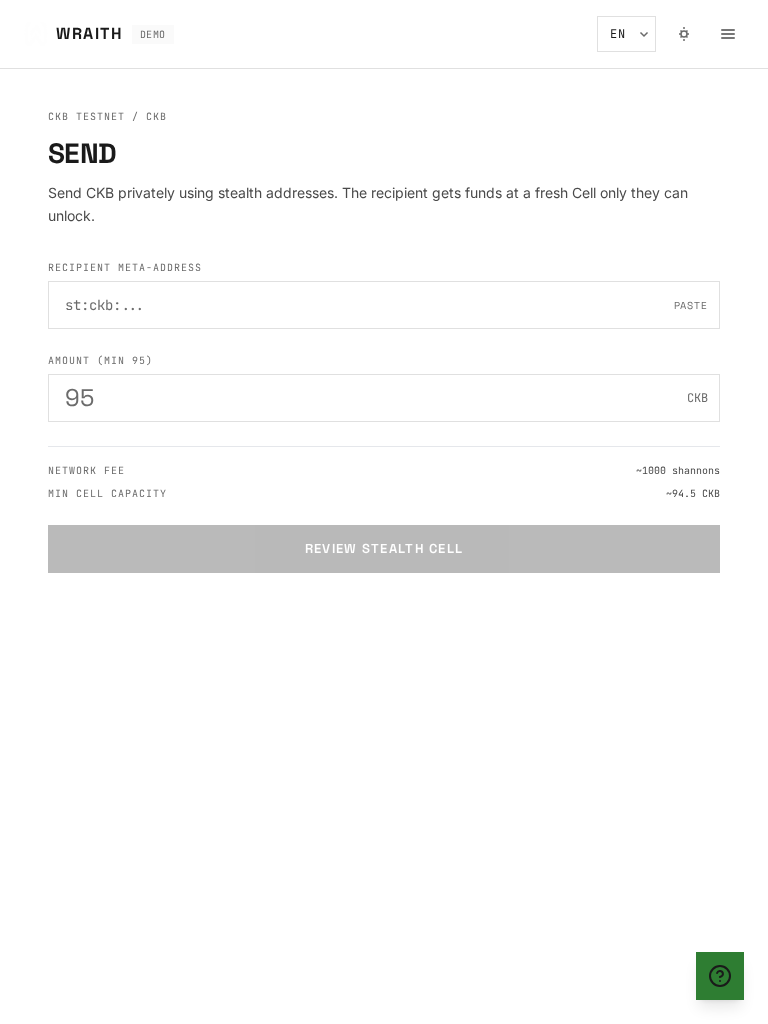 WRAITH DEMO EN
CKB TESTNET / CKB
SEND
Send CKB privately using stealth addresses. The recipient gets funds at a fresh Cell only they can
unlock.
RECIPIENT META-ADDRESS
st:ckb:... PASTE
AMOUNT (MIN 95)
95 CKB
NETWORK FEE ~1000 shannons
MIN CELL CAPACITY ~94.5 CKB
REVIEW STEALTH CELL